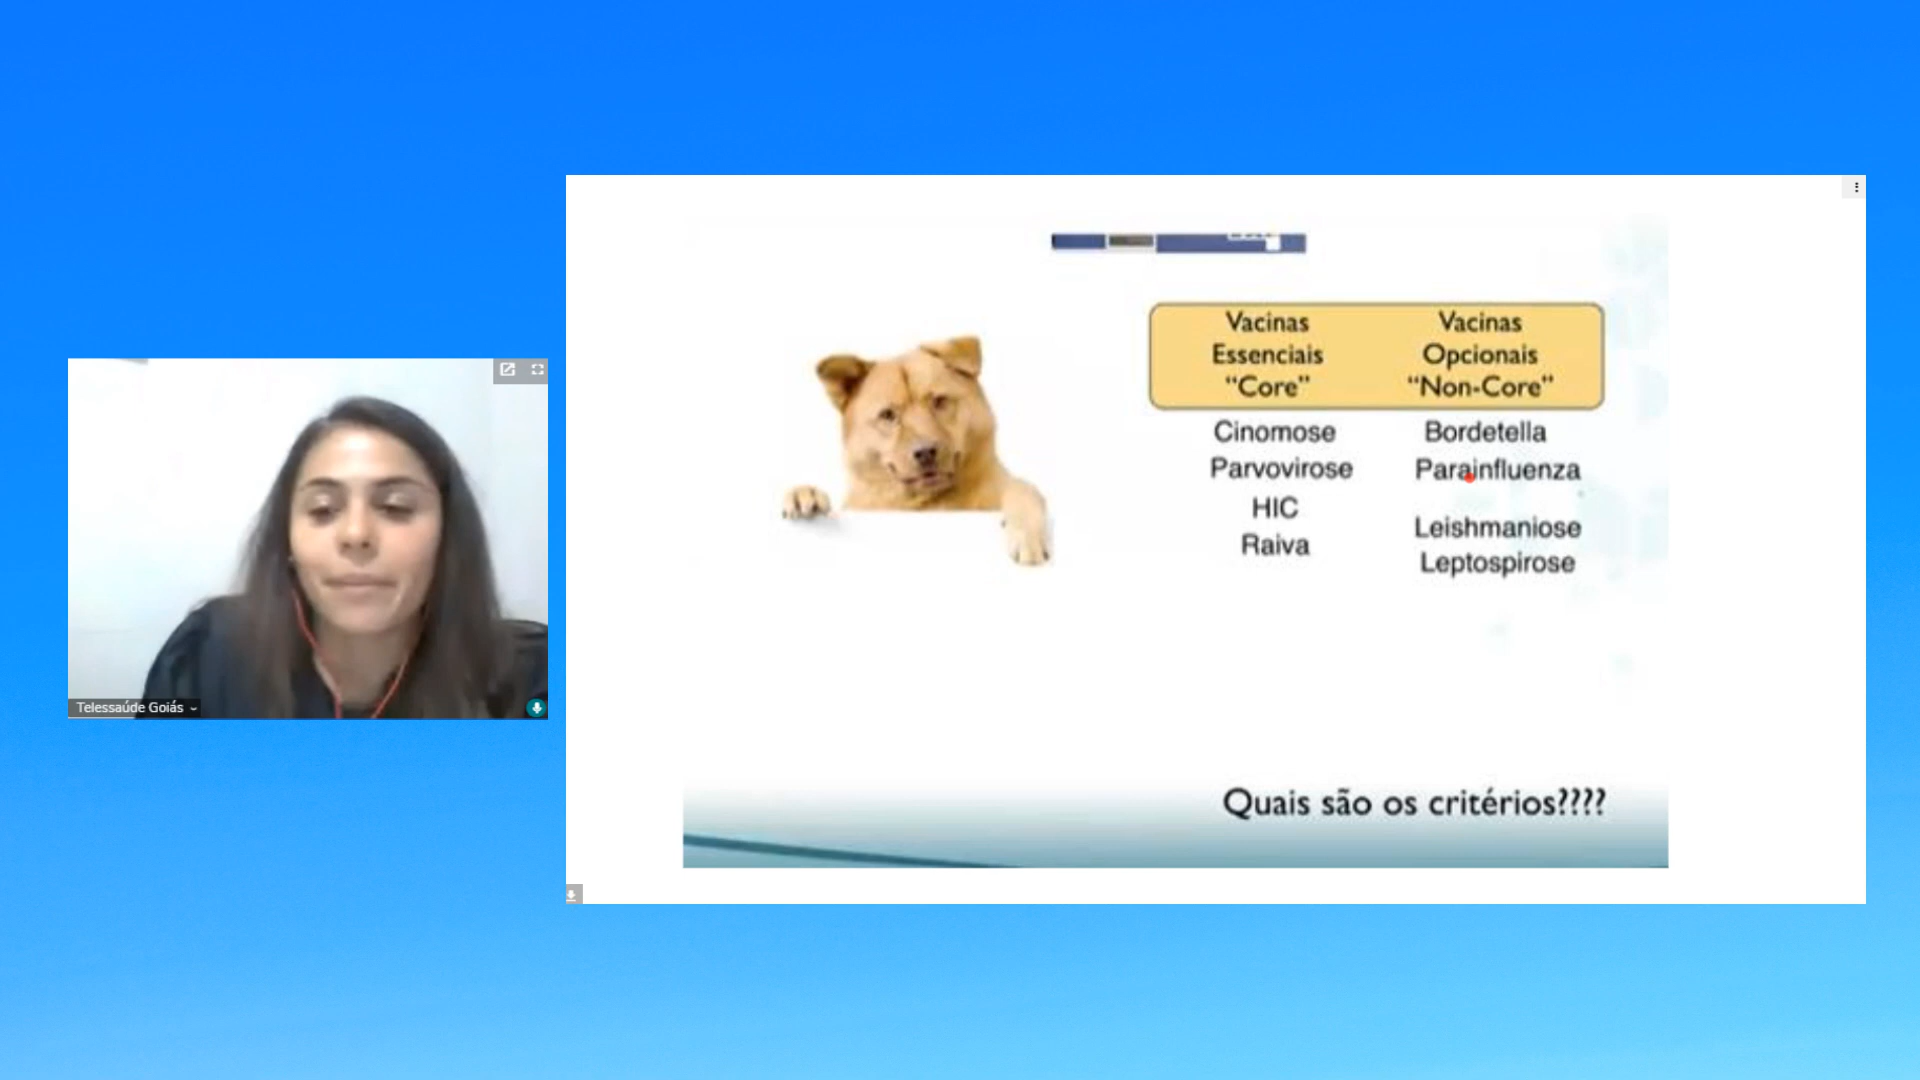 Telessaúde Goiás
Vacinas
Essenciais
“Core”
Vacinas
Opcionais
“Non-Core”
Cinomose
Parvovirose
HIC
Raiva
Bordetella
Parainfluenza
Leishmaniose
Leptospirose
Quais são os critérios????